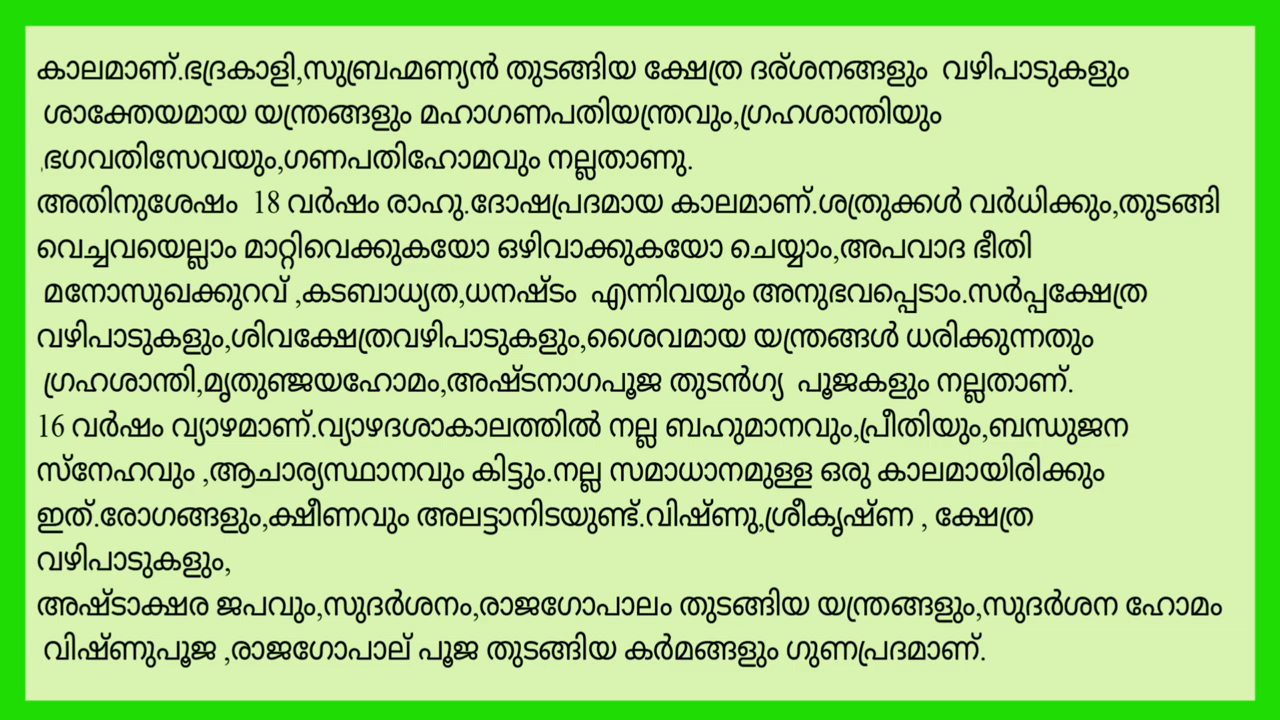 കാലമാണ്.ഭദ്രകാളി,സുബ്രഹ്മണ്യൻ തുടങ്ങിയ ക്ഷേത്ര ദര്ശനങ്ങളും വഴിപാടുകളും
ശാക്തേയമായ യന്ത്രങ്ങളും മഹാഗണപതിയന്ത്രവും,ഗ്രഹശാന്തിയും
,ഭഗവതിസേവയും,ഗണപതിഹോമവും നല്ലതാണു.
അതിനുശേഷം 18 വർഷം രാഹു.ദോഷപ്രദമായ കാലമാണ്.ശത്രുക്കൾ വർധിക്കും,തുടങ്ങി
വെച്ചവയെല്ലാം മാറ്റിവെക്കുകയോ ഒഴിവാക്കുകയോ ചെയ്യാം,അപവാദ ഭീതി
മനോസുഖക്കുറവ് ,കടബാധ്യത,ധനഷ്ടം എന്നിവയും അനുഭവപ്പെടാം.സർപ്പക്ഷേത്ര
വഴിപാടുകളും,ശിവക്ഷേത്രവഴിപാടുകളും,ശൈവമായ യന്ത്രങ്ങൾ ധരിക്കുന്നതും
ഗ്രഹശാന്തി,മൃതുഞ്ജയഹോമം,അഷ്ടനാഗപൂജ തുടൻഗ്യ പൂജകളും നല്ലതാണ്.
16 വർഷം വ്യാഴമാണ്.വ്യാഴദശാകാലത്തിൽ നല്ല ബഹുമാനവും,പ്രീതിയും,ബന്ധുജന
സ്നേഹവും ,ആചാര്യസ്ഥാനവും കിട്ടും.നല്ല സമാധാനമുള്ള ഒരു കാലമായിരിക്കും
ഇത്.രോഗങ്ങളും,ക്ഷീണവും അലട്ടാനിടയുണ്ട്.വിഷ്ണു,ശ്രീകൃഷ്ണ , ക്ഷേത്ര
വഴിപാടുകളും,
അഷ്ടാക്ഷര ജപവും,സുദർശനം,രാജഗോപാലം തുടങ്ങിയ യന്ത്രങ്ങളും,സുദർശന ഹോമം
വിഷ്ണുപൂജ ,രാജഗോപാല് പൂജ തുടങ്ങിയ കർമങ്ങളും ഗുണപ്രദമാണ്.